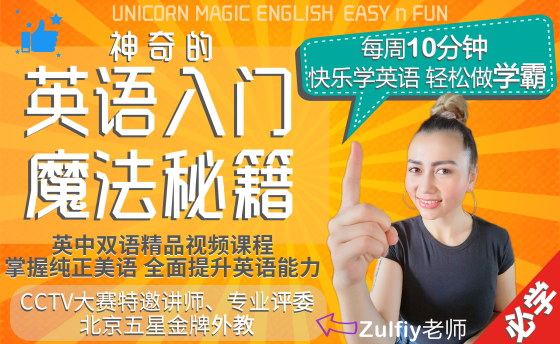 UNICORN MAGIC ENGLISH EASY n FUN
神奇的
英语入门
魔法秘籍
每周10分钟
快乐学英语 轻松做学霸
英中双语精品视频课程
掌握纯正美语 全面提升英语能力
CCTV大赛特邀讲师、专业评委
北京五星金牌外教
Zulfiy老师
必学